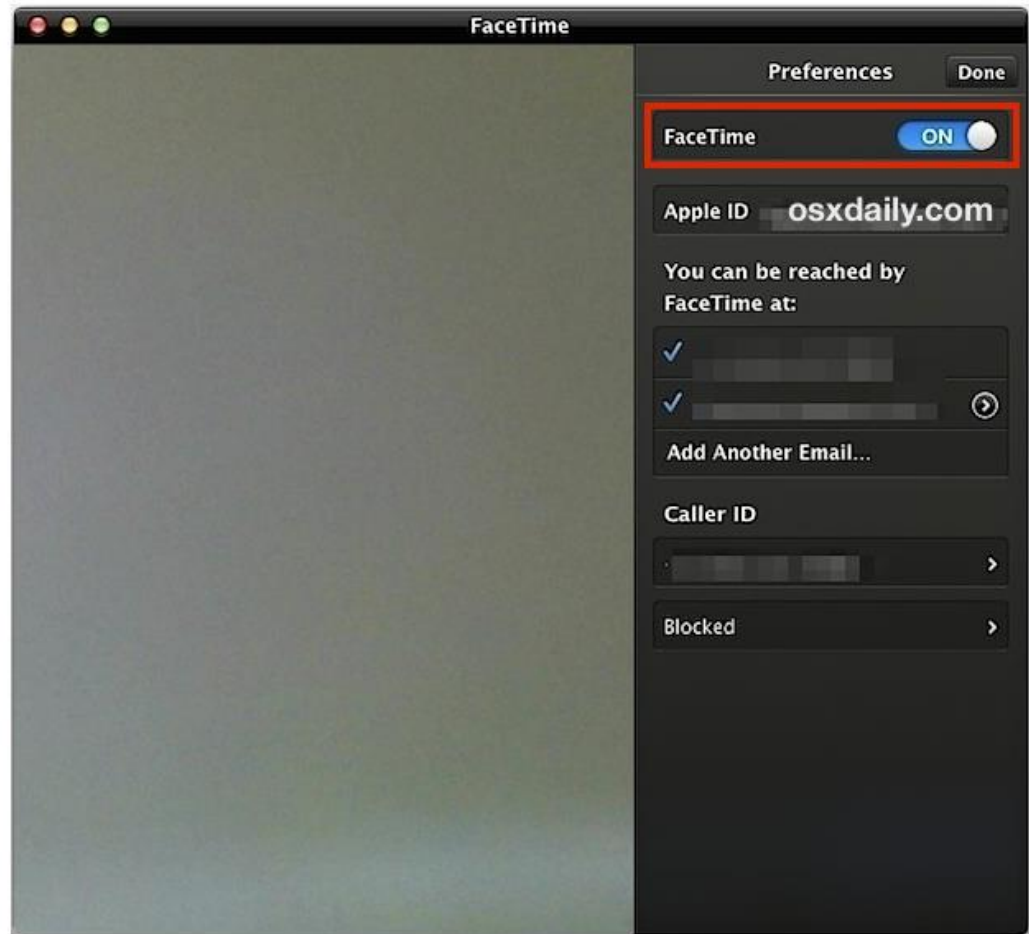 FaceTime
Preferences
Done
FaceTime
ON
Apple ID
osxdaily.com
You can be reached by
FaceTime at:
Add Another Email...
Caller ID
Blocked